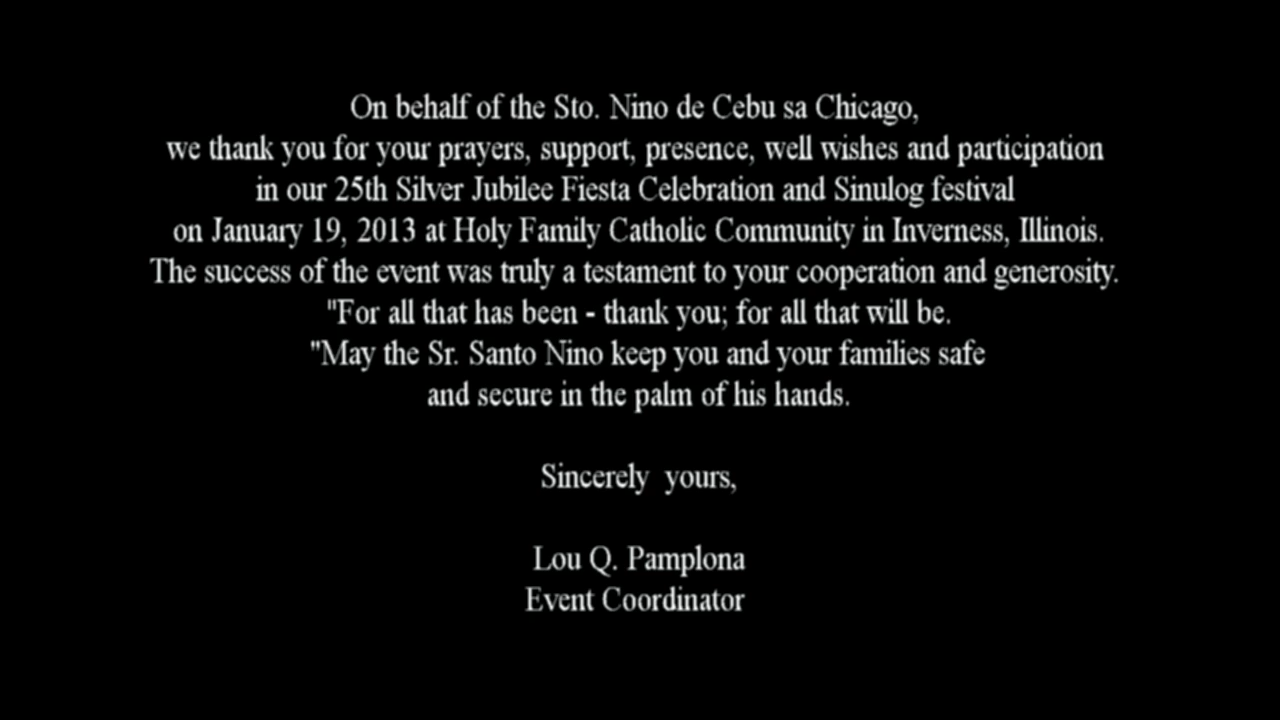 On behalf of the Sto. Nino de Cebu sa Chicago,
we thank you for your prayers, support, presence, well wishes and participation
in our 25th Silver Jubilee Fiesta Celebration and Sinulog festival
on January 19, 2013 at Holy Family Catholic Community in Inverness, Illinois.
The success of the event was truly a testament to your cooperation and generosity.
"For all that has been - thank you; for all that will be.
"May the Sr. Santo Nino keep you and your families safe
and secure in the palm of his hands.
Sincerely  yours,
Lou Q. Pamplona
Event Coordinator